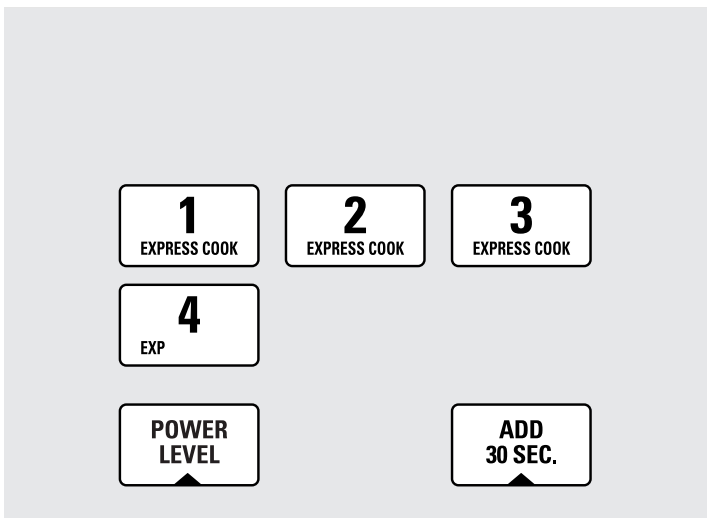 1
EXPRESS COOK
2
EXPRESS COOK
3
EXPRESS COOK
4
EXP
POWER
LEVEL
ADD
30 SEC.